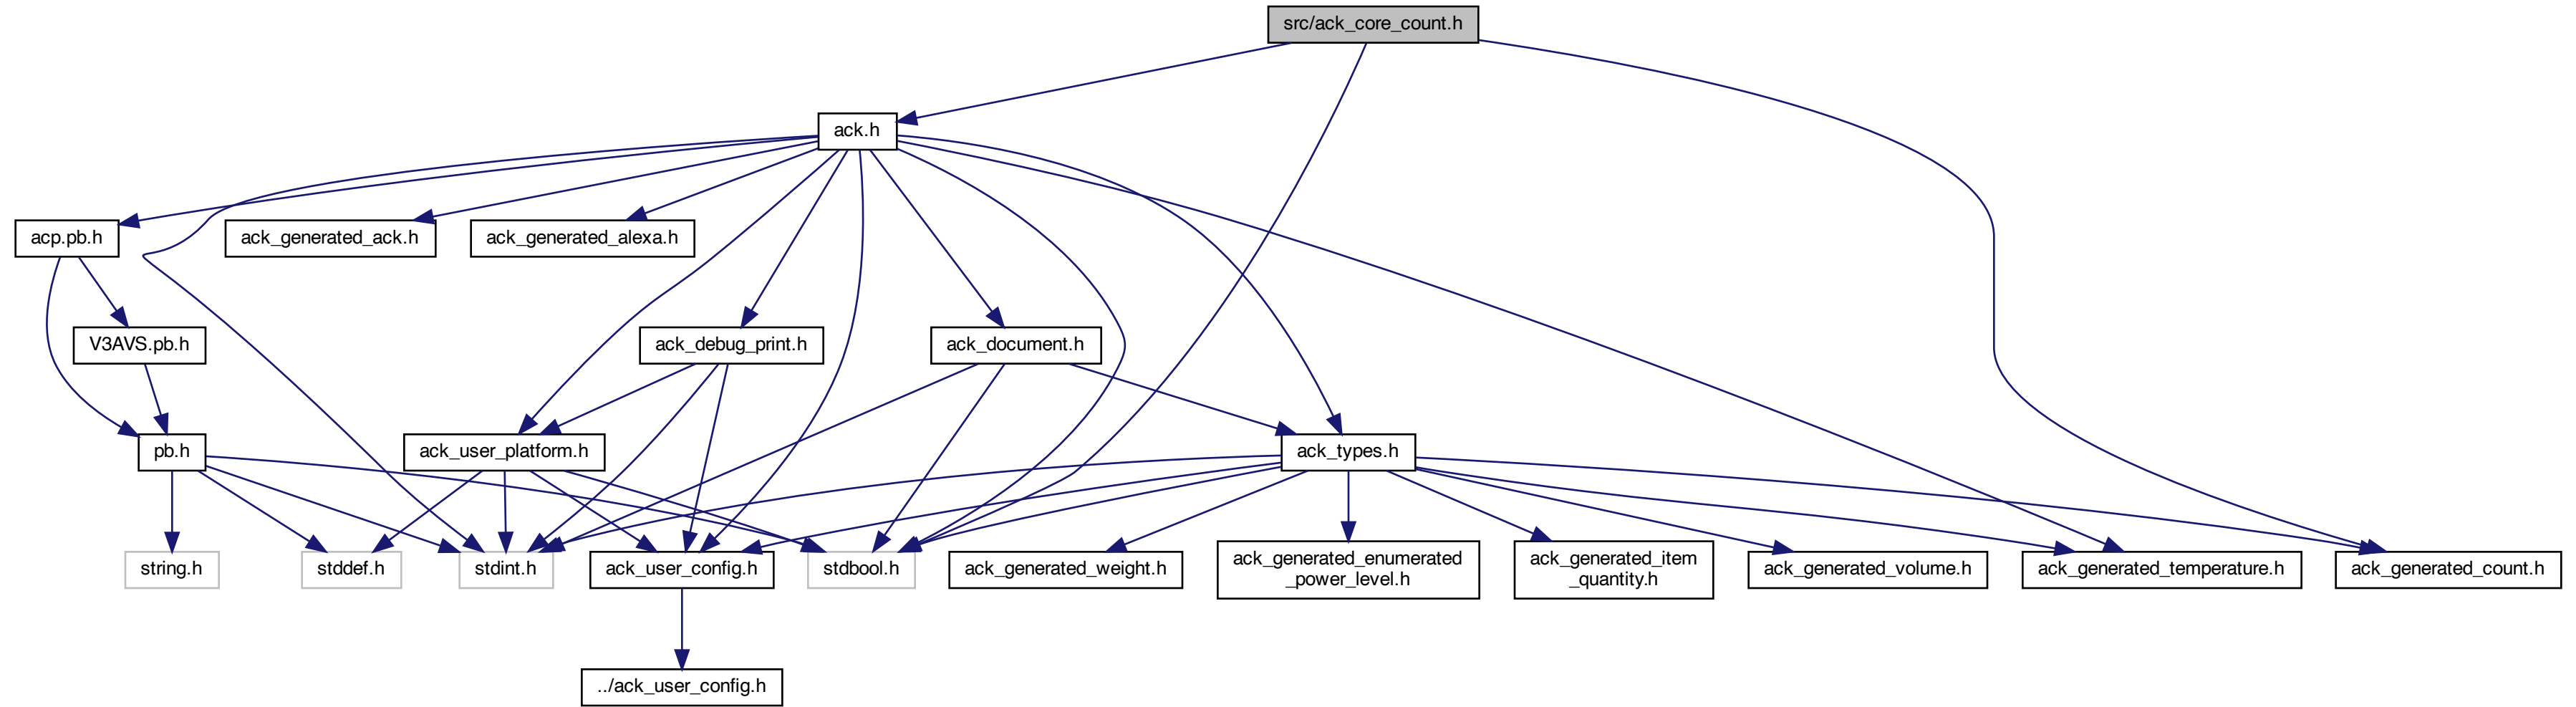 src/ack_core_count.h
ack.h
acp.pb.h
ack_generated_ack.h
ack_generated_alexa.h
V3AVS.pb.h
ack_debug_print.h
ack_document.h
pb.h
ack_user_platform.h
ack_types.h
string.h
stddef.h
stdint.h
ack_user_config.h
stdbool.h
ack_generated_weight.h
ack_generated_enumerated
_power_level.h
ack_generated_item
_quantity.h
ack_generated_volume.h
ack_generated_temperature.h
ack_generated_count.h
../ack_user_config.h